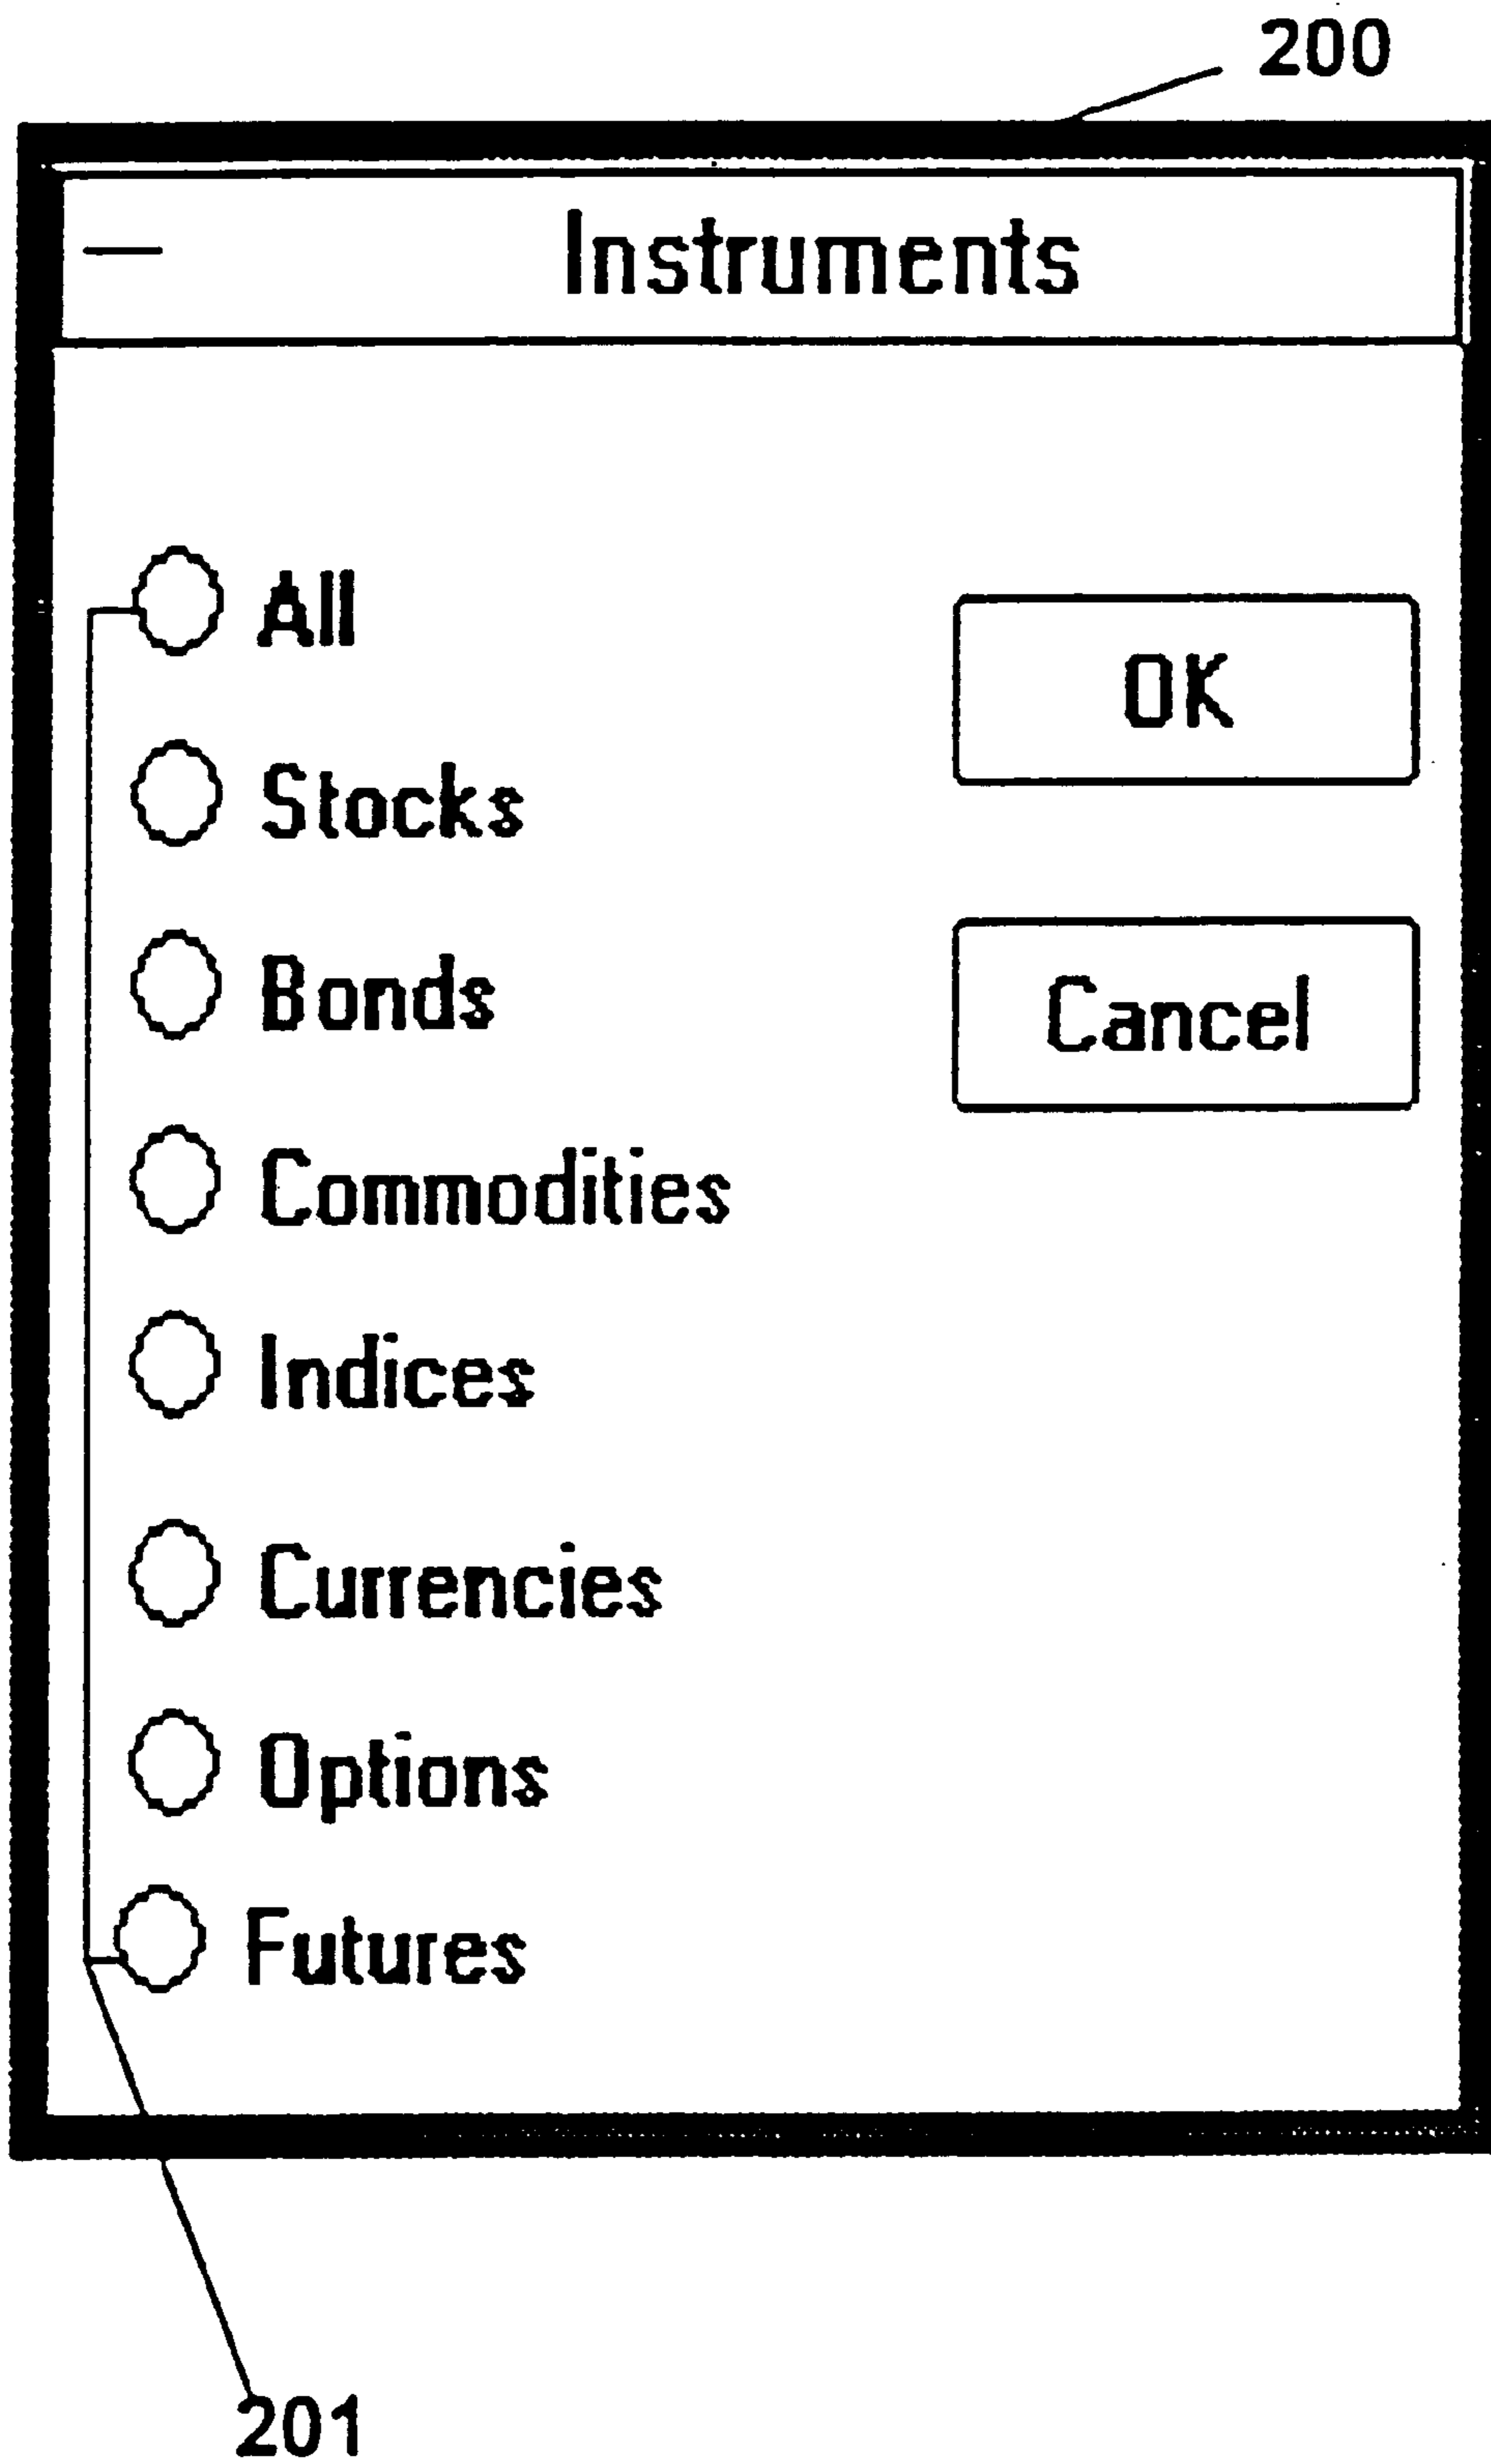 200
Instruments
All
OK
Stocks
Bonds
Cancel
Commodities
Indices
Currencies
Options
Futures
201